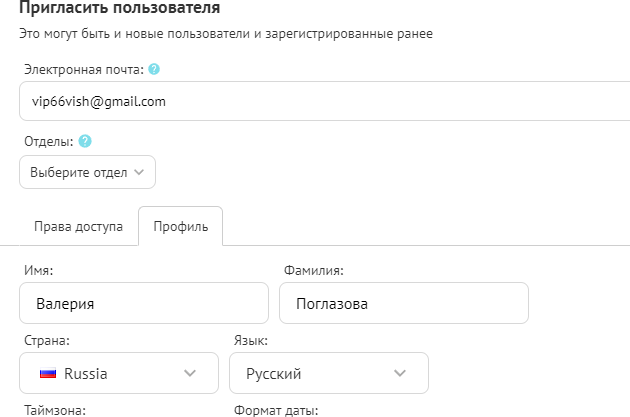 Пригласить пользователя
Это могут быть и новые пользователи и зарегистрированные ранее
Электронная почта: ?
vip66vish@gmail.com
Отделы: ?
Выберите отдел
Права доступа Профиль
Имя: Фамилия:
Валерия Поглазова
Страна: Язык:
Russia Русский
Таймзона: Формат даты: